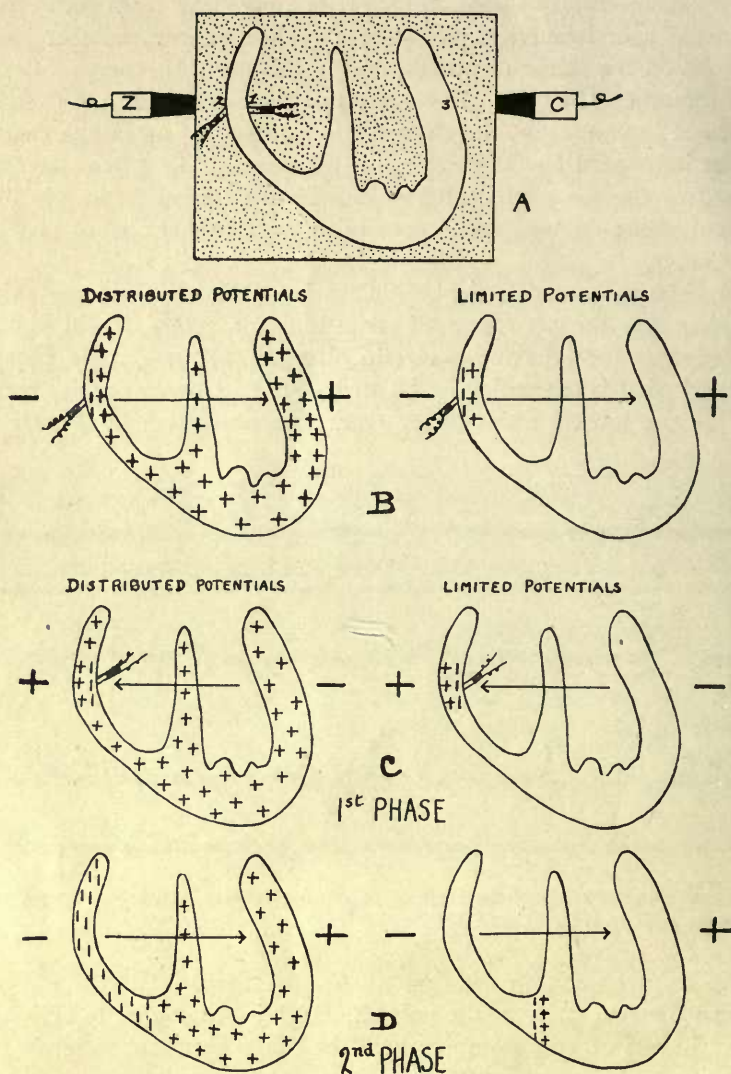 Z
2 1
3
C
A
DISTRIBUTED POTENTIALS LIMITED POTENTIALS
− + − +
B
DISTRIBUTED POTENTIALS LIMITED POTENTIALS
+ − + −
C
1st PHASE
− + − +
D
2nd PHASE